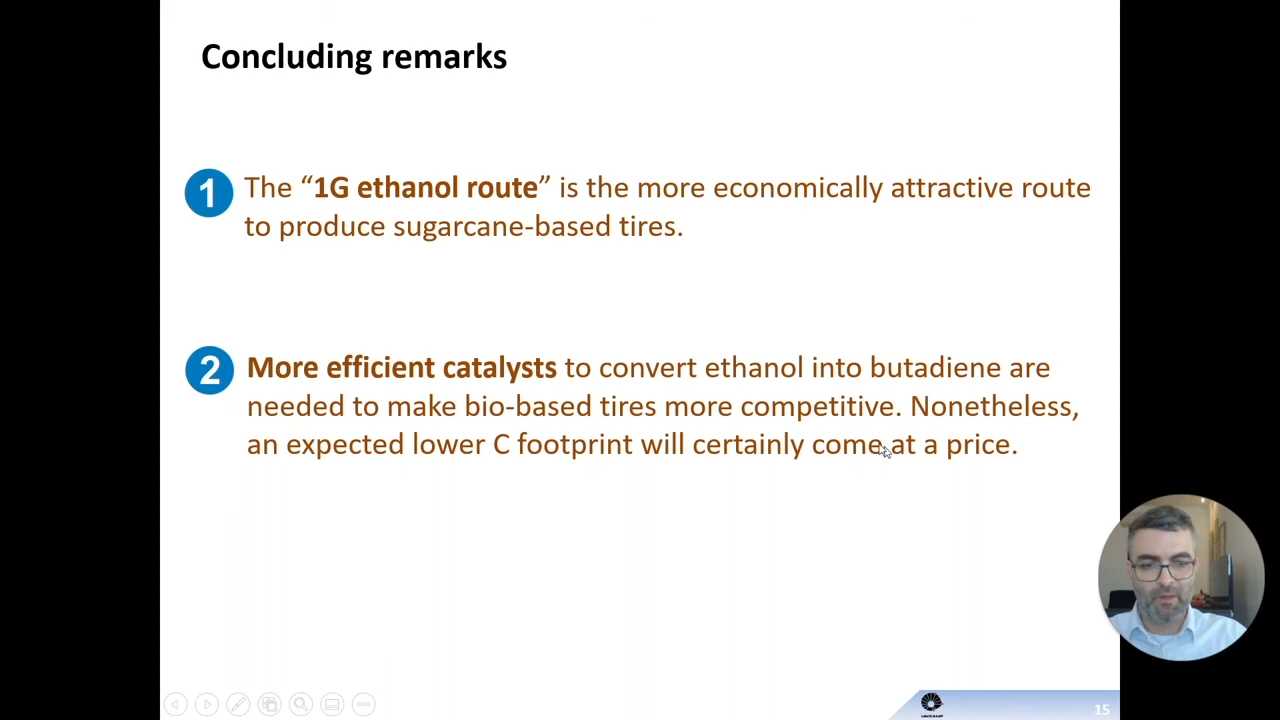 Concluding remarks
1
The “1G ethanol route” is the more economically attractive route
to produce sugarcane-based tires.
2
More efficient catalysts to convert ethanol into butadiene are
needed to make bio-based tires more competitive. Nonetheless,
an expected lower C footprint will certainly come at a price.
UNICAMP
15